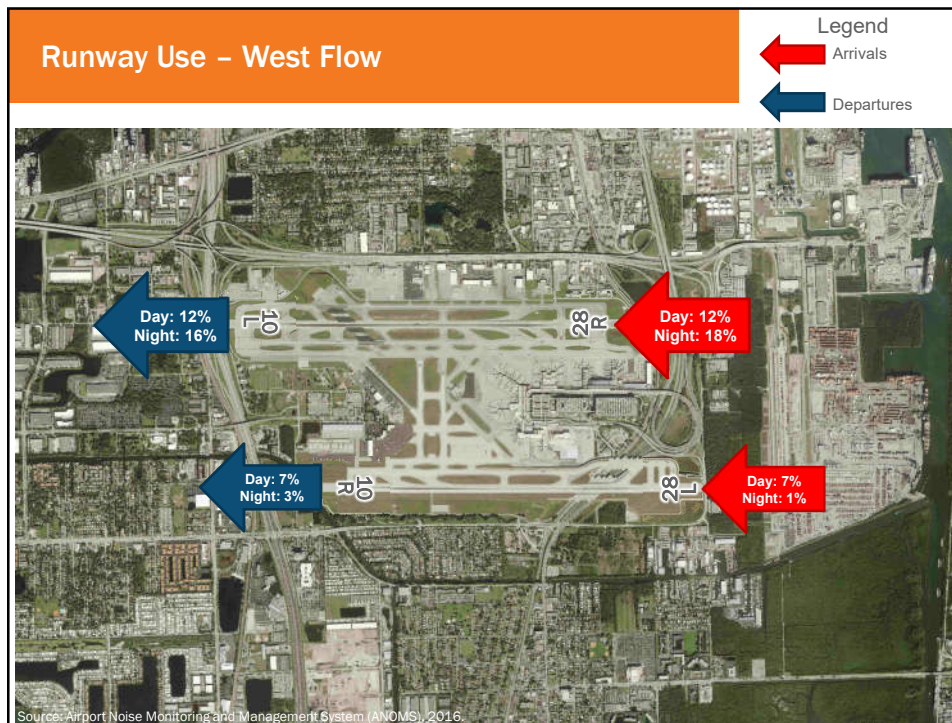 Runway Use – West Flow
Legend
Arrivals
Departures
Day: 12%
Night: 16%
10
L
28
R
Day: 12%
Night: 18%
Day: 7%
Night: 3%
10
R
28
L
Day: 7%
Night: 1%
Source: Airport Noise Monitoring and Management System (ANOMS), 2016.